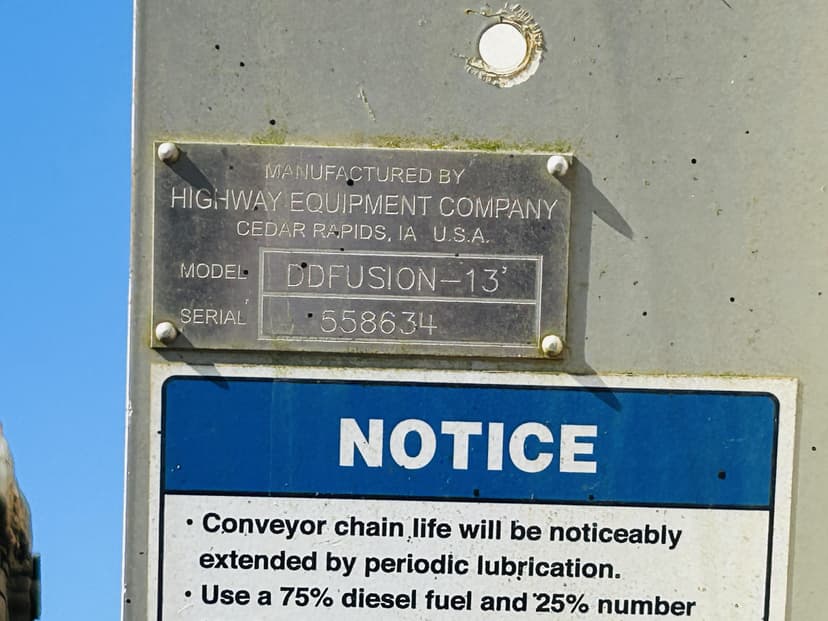 MANUFACTURED BY
HIGHWAY EQUIPMENT COMPANY
CEDAR RAPIDS, IA U.S.A.
MODEL DDFUSION-13'
SERIAL 558634
NOTICE
• Conveyor chain life will be noticeably
extended by periodic lubrication.
• Use a 75% diesel fuel and 25% number